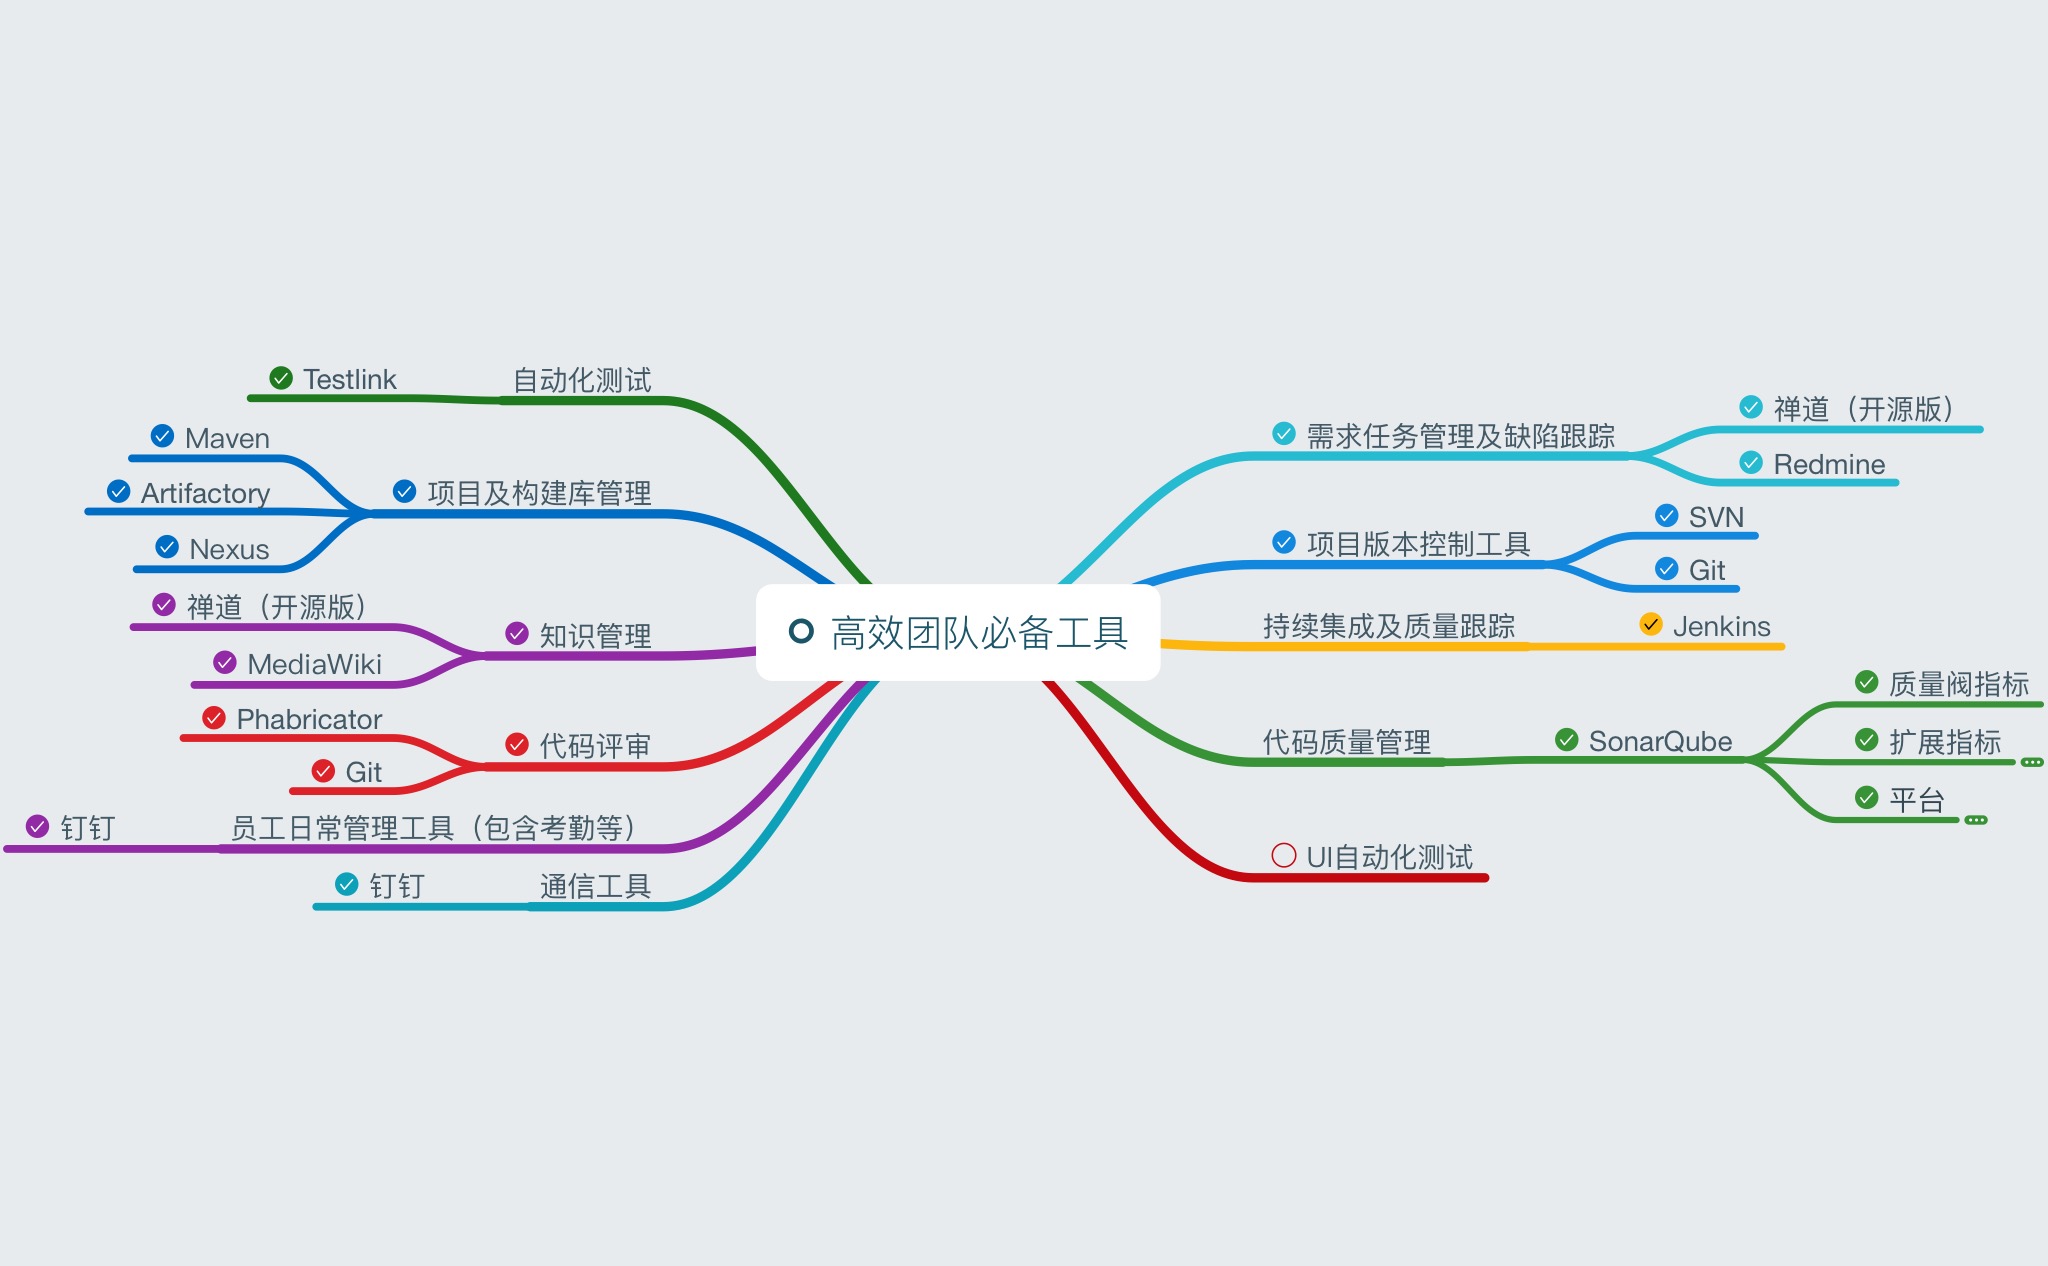 高效团队必备工具
需求任务管理及缺陷跟踪
禅道（开源版）
Redmine
项目版本控制工具
SVN
Git
持续集成及质量跟踪
Jenkins
代码质量管理
SonarQube
质量阀指标
扩展指标
平台
UI自动化测试
自动化测试
Testlink
项目及构建库管理
Maven
Artifactory
Nexus
知识管理
禅道（开源版）
MediaWiki
代码评审
Phabricator
Git
员工日常管理工具（包含考勤等）
钉钉
通信工具
钉钉